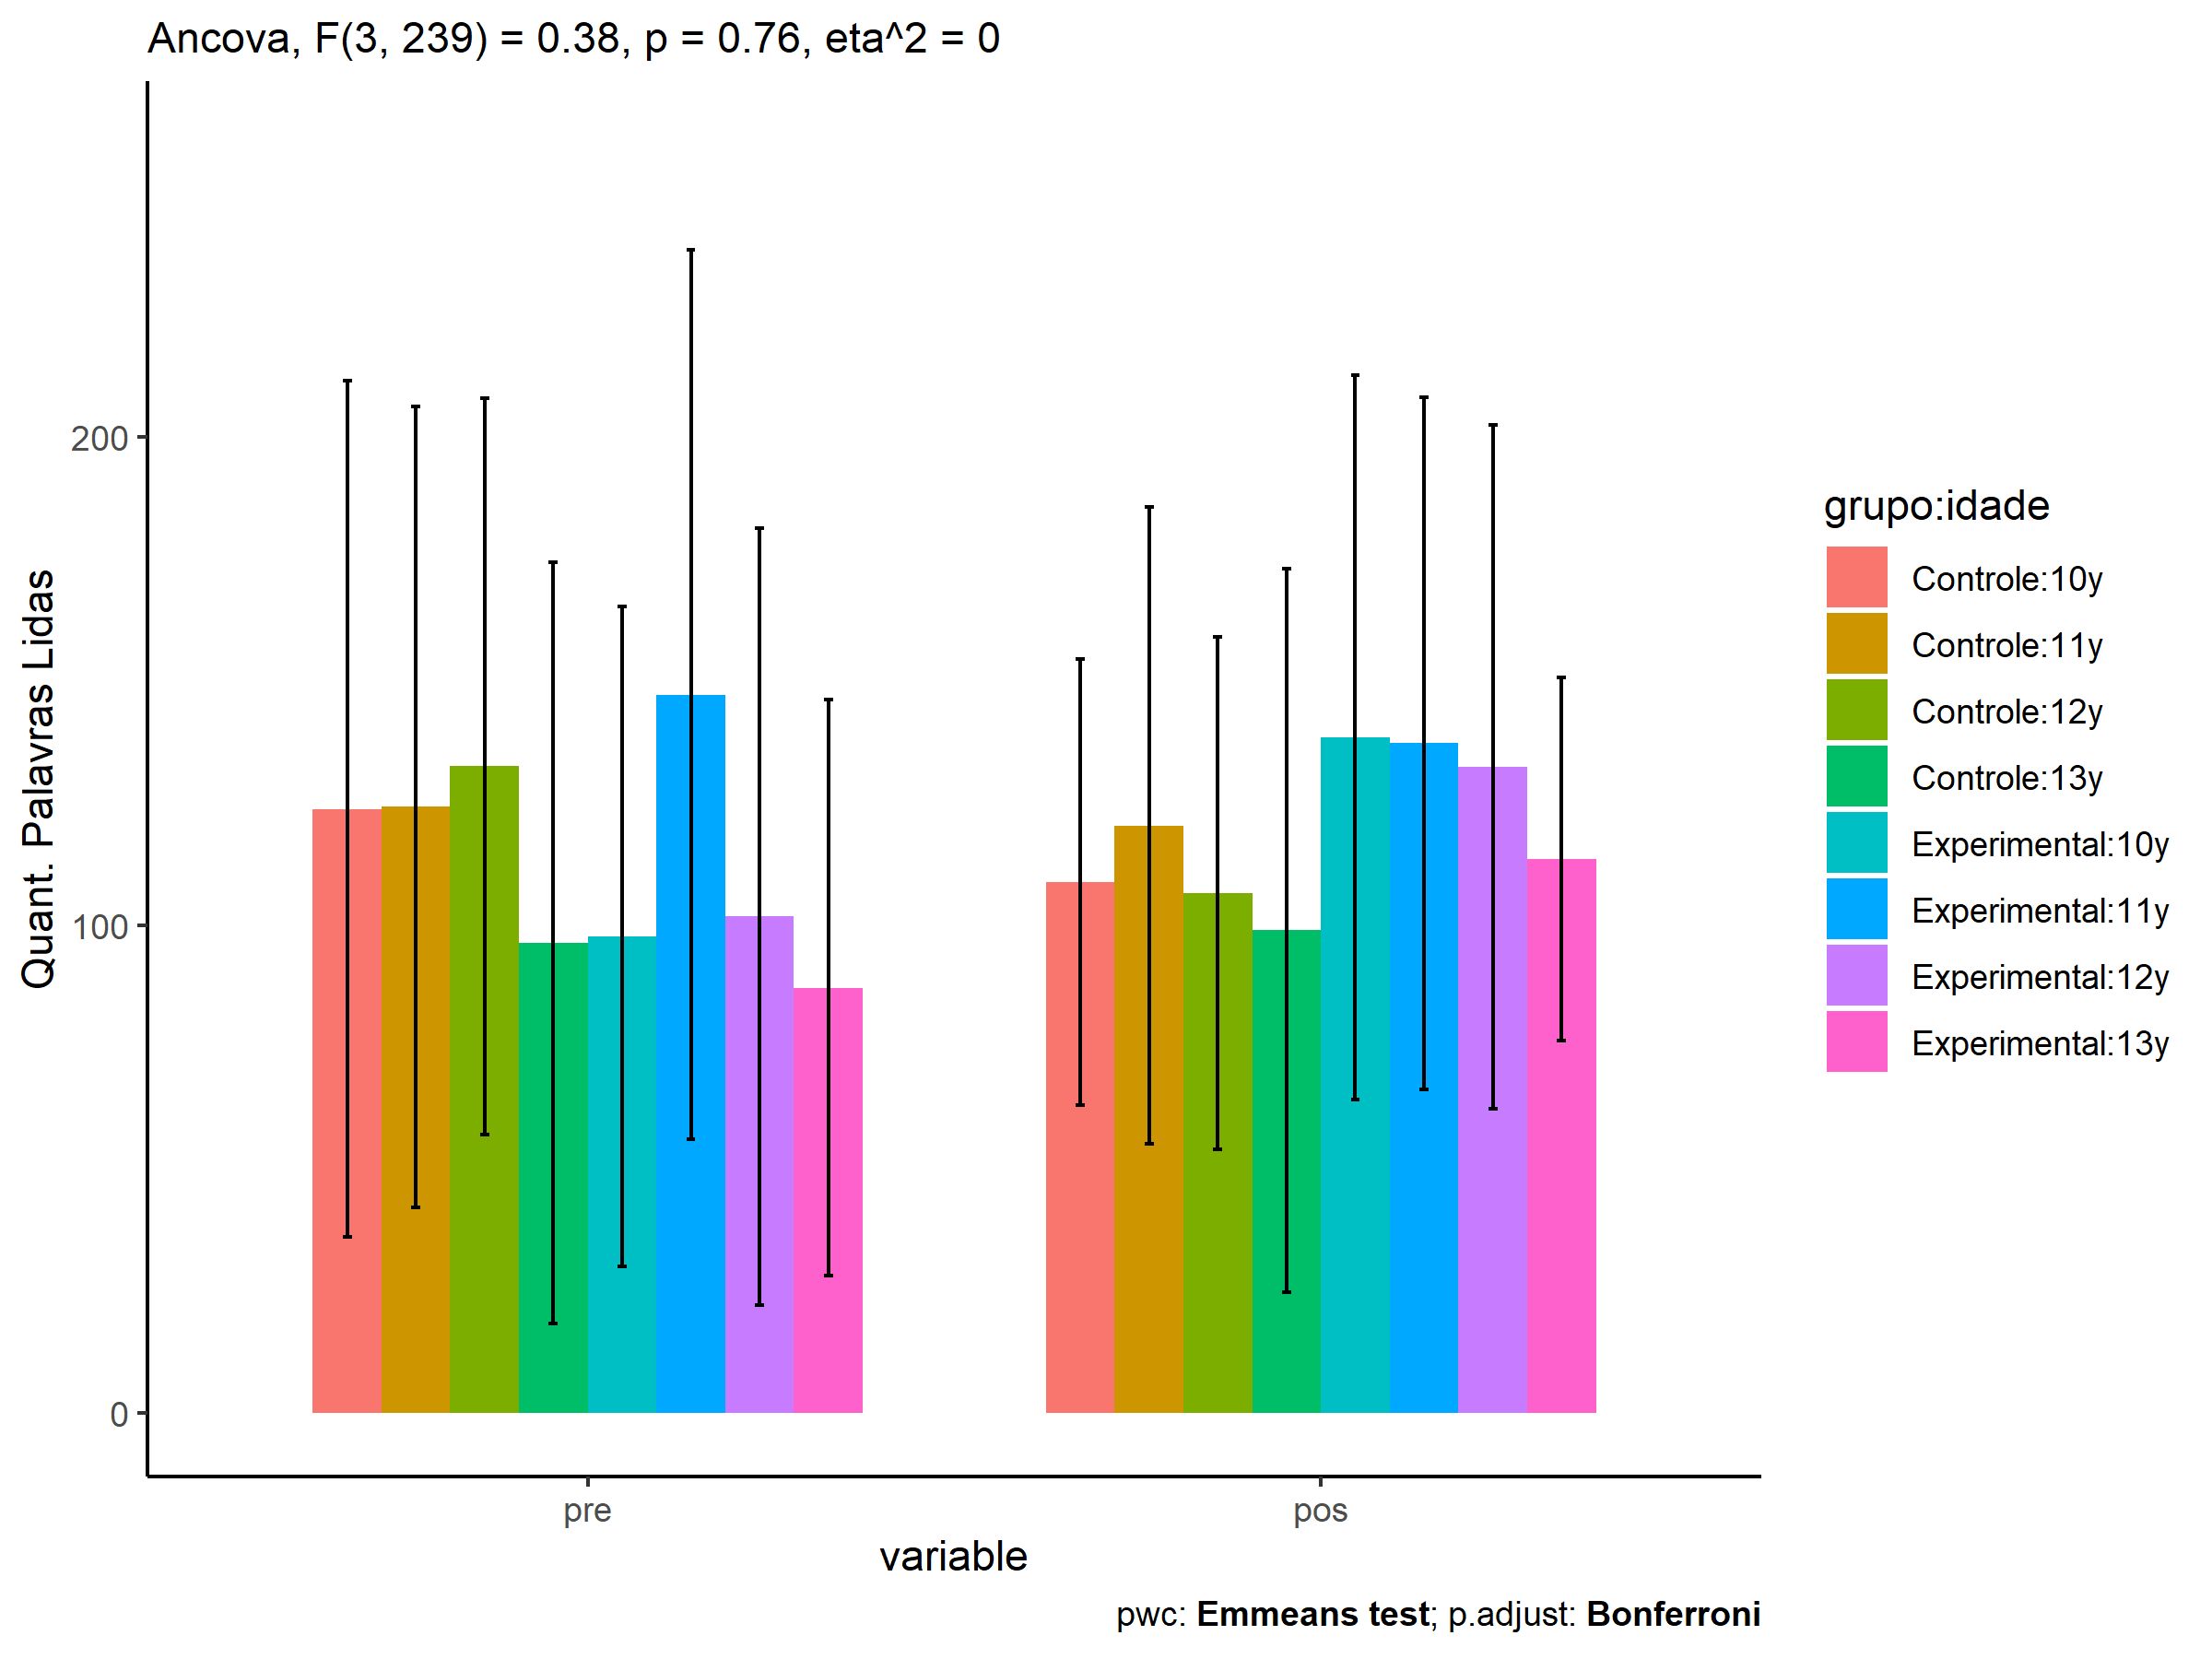 Ancova, F(3, 239) = 0.38, p = 0.76, eta^2 = 0
Quant. Palavras Lidas
200
100
0
pre
pos
variable
grupo:idade
Controle:10y
Controle:11y
Controle:12y
Controle:13y
Experimental:10y
Experimental:11y
Experimental:12y
Experimental:13y
pwc: Emmeans test; p.adjust: Bonferroni